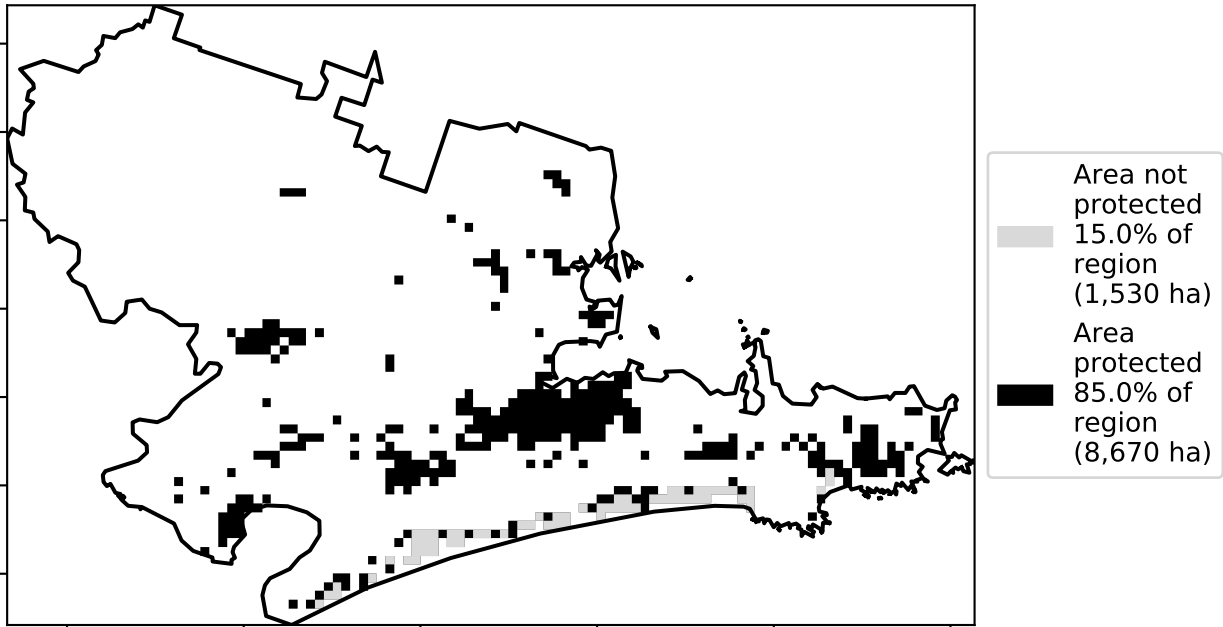 Area not
protected
15.0% of
region
(1,530 ha)
Area
protected
85.0% of
region
(8,670 ha)